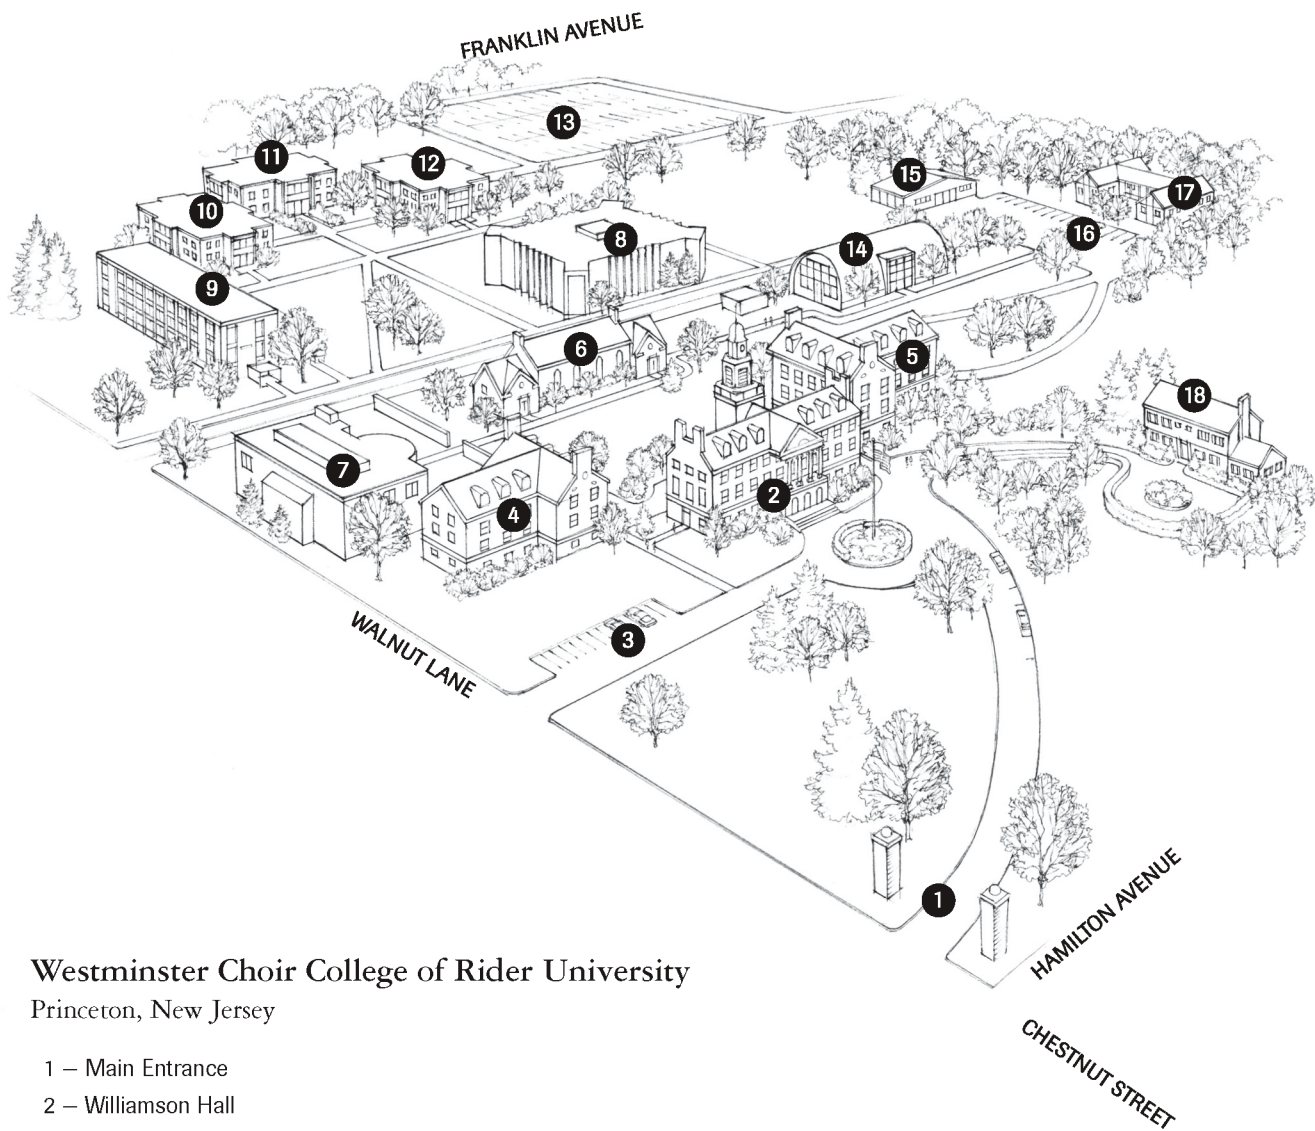 FRANKLIN AVENUE
13
11
12
15
17
10
16
8
14
9
6
5
18
7
2
4
3
WALNUT LANE
1
HAMILTON AVENUE
Westminster Choir College of Rider University
Princeton, New Jersey
1 – Main Entrance
2 – Williamson Hall
CHESTNUT STREET